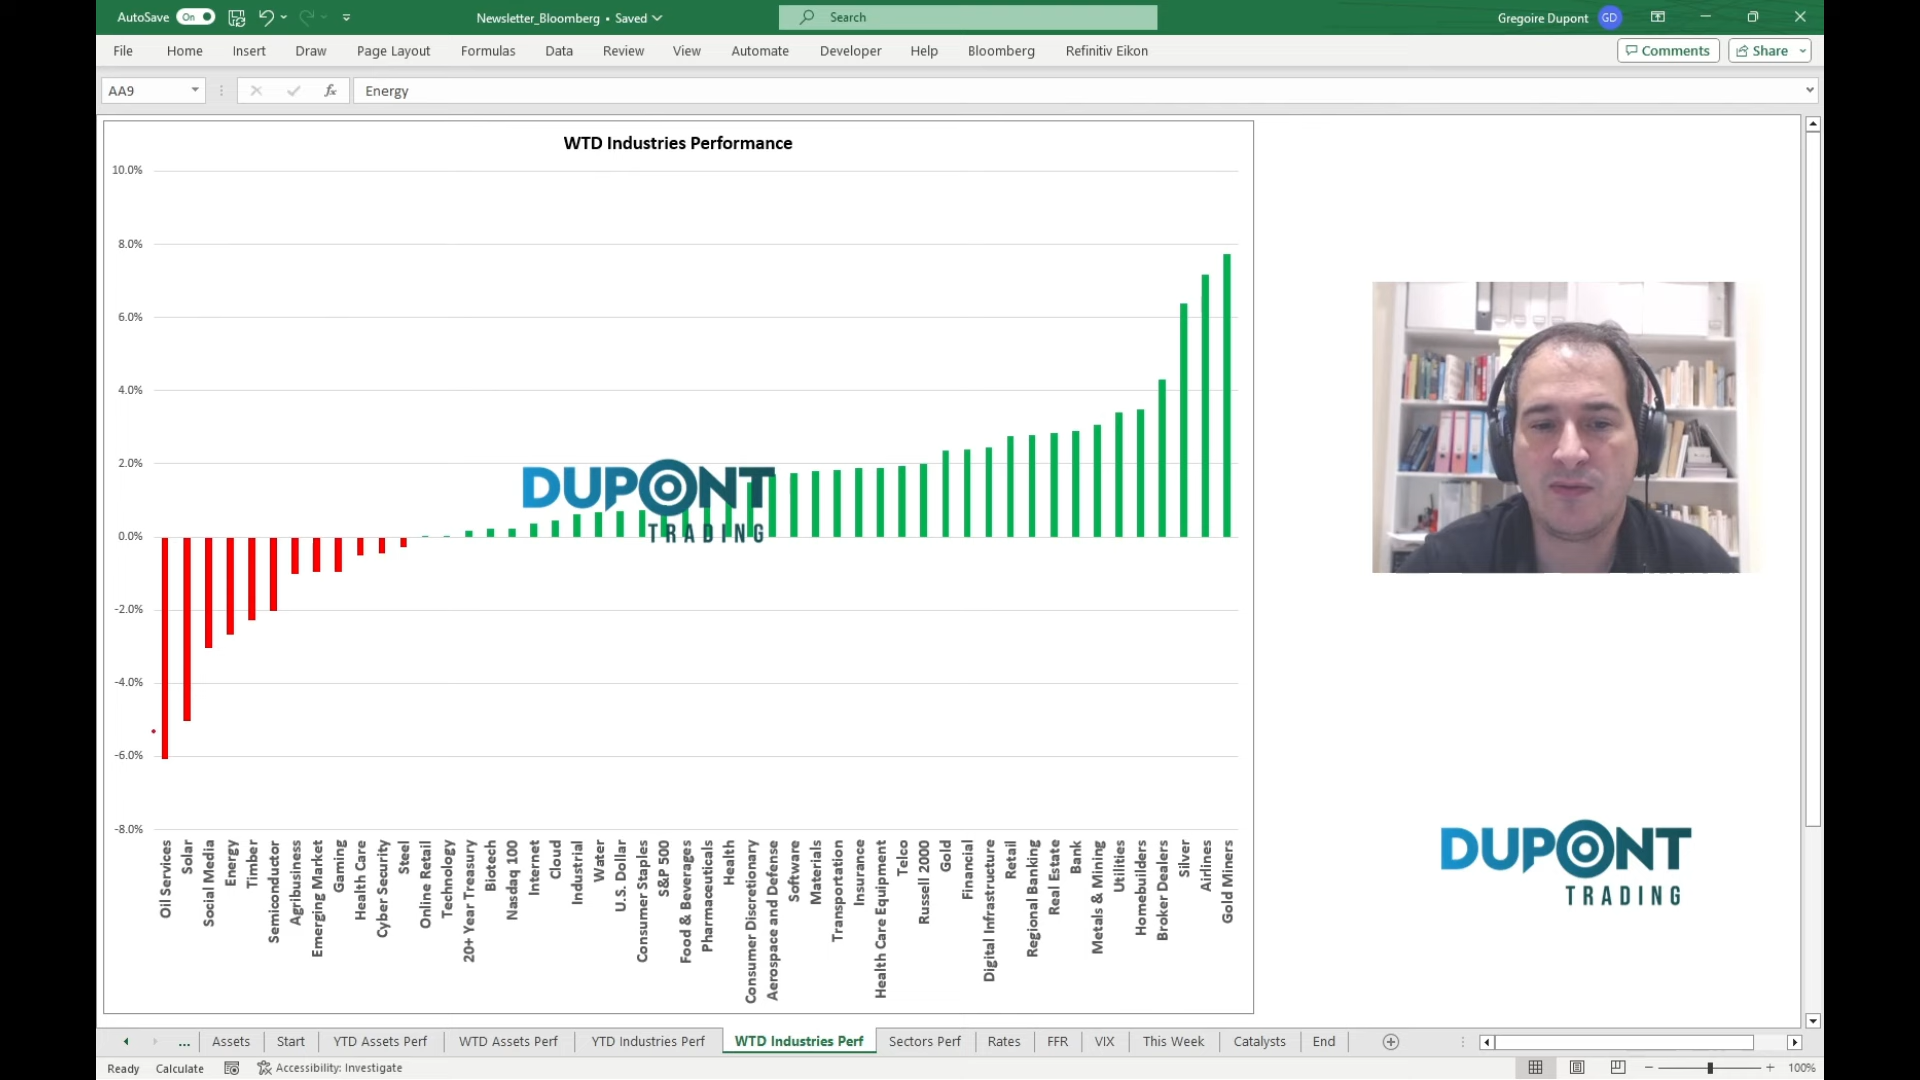 AutoSave On
Newsletter_Bloomberg • Saved
Search
Gregoire Dupont GD
File Home Insert Draw Page Layout Formulas Data Review View Automate Developer Help Bloomberg Refinitiv Eikon
Comments Share
AA9
fx
Energy
WTD Industries Performance
10.0%
8.0%
6.0%
4.0%
2.0%
0.0%
-2.0%
-4.0%
-6.0%
-8.0%
DUPONT
TRADING
Oil Services
Solar
Social Media
Energy
Timber
Semiconductor
Agribusiness
Emerging Market
Gaming
Health Care
Cyber Security
Steel
Online Retail
Technology
20+ Year Treasury
Biotech
Nasdaq 100
Internet
Cloud
Industrial
Water
U.S. Dollar
Consumer Staples
S&P 500
Food & Beverages
Pharmaceuticals
Health
Consumer Discretionary
Aerospace and Defense
Software
Materials
Transportation
Insurance
Health Care Equipment
Telco
Russell 2000
Gold
Financial
Digital Infrastructure
Retail
Regional Banking
Real Estate
Bank
Metals & Mining
Utilities
Homebuilders
Broker Dealers
Silver
Airlines
Gold Miners
DUPONT
TRADING
... Assets Start YTD Assets Perf WTD Assets Perf YTD Industries Perf WTD Industries Perf Sectors Perf Rates FFR VIX This Week Catalysts End
Ready Calculate Accessibility: Investigate
100%